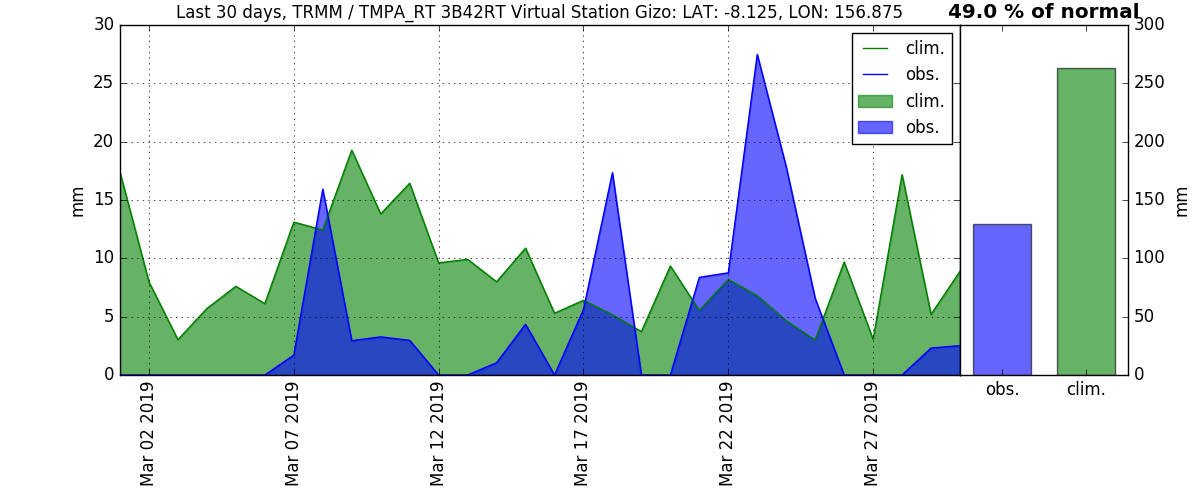 Last 30 days, TRMM / TMPA_RT 3B42RT Virtual Station Gizo: LAT: -8.125, LON: 156.875
49.0 % of normal
30
25
20
15
10
5
0
mm
clim.
obs.
clim.
obs.
Mar 02 2019
Mar 07 2019
Mar 12 2019
Mar 17 2019
Mar 22 2019
Mar 27 2019
300
250
200
150
100
50
0
mm
obs.
clim.